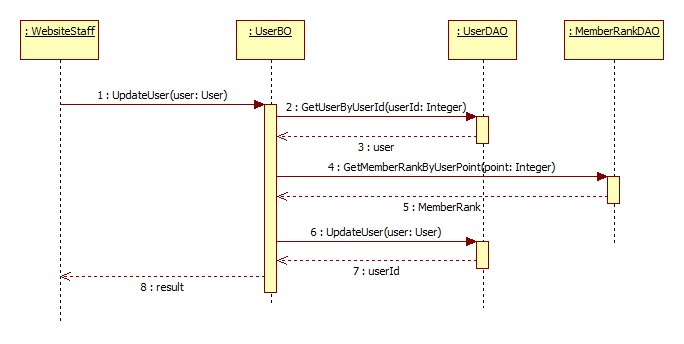 : WebsiteStaff
: UserBO
: UserDAO
: MemberRankDAO
1 : UpdateUser(user: User)
2 : GetUserByUserId(userId: Integer)
3 : user
4 : GetMemberRankByUserPoint(point: Integer)
5 : MemberRank
6 : UpdateUser(user: User)
7 : userId
8 : result